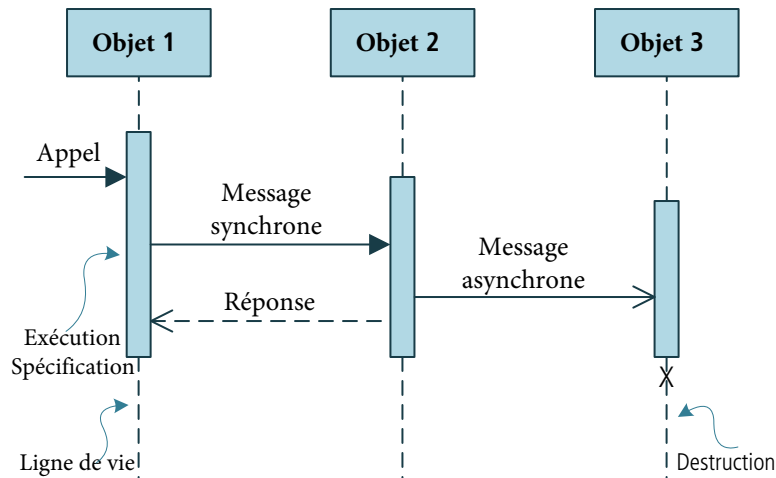 Objet 1
Objet 2
Objet 3
Appel
Message
synchrone
Message
asynchrone
Réponse
Exécution
Spécification
Ligne de vie
Destruction